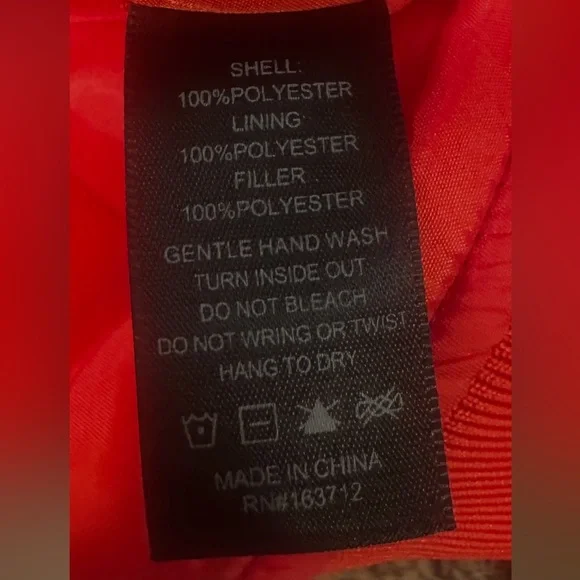 SHELL:
100%POLYESTER
LINING
100%POLYESTER
FILLER
100%POLYESTER
GENTLE HAND WASH
TURN INSIDE OUT
DO NOT BLEACH
DO NOT WRING OR TWIST
HANG TO DRY
MADE IN CHINA
RN#163712